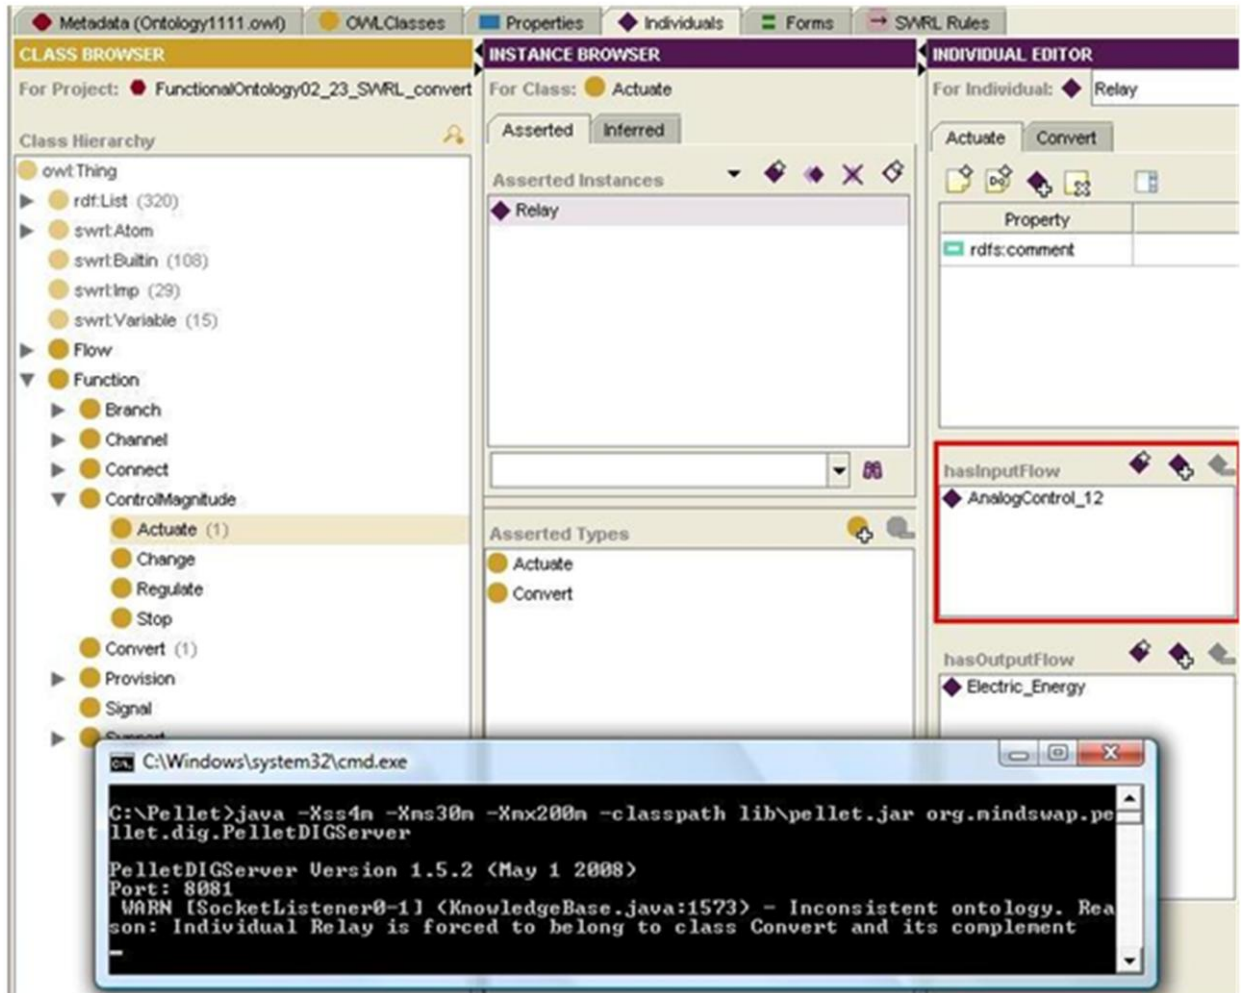 Metadata (Ontology1111.owl) OWLClasses Properties Individuals Forms SWRL Rules
CLASS BROWSER
For Project: FunctionalOntology02_23_SWRL_convert
Class Hierarchy
owl:Thing
rdf:List (320)
swrl:Atom
swrl:Builtin (108)
swrl:Imp (29)
swrl:Variable (15)
Flow
Function
Branch
Channel
Connect
ControlMagnitude
Actuate (1)
Change
Regulate
Stop
Convert (1)
Provision
Signal
Support
INSTANCE BROWSER
For Class: Actuate
Asserted Inferred
Asserted Instances
Relay
Asserted Types
Actuate
Convert
INDIVIDUAL EDITOR
For Individual: Relay
Actuate Convert
Property
rdfs:comment
hasInputFlow
AnalogControl_12
hasOutputFlow
Electric_Energy
C:\Windows\system32\cmd.exe
C:\Pellet>java -Xss4m -Xms30m -Xmx200m -classpath lib\pellet.jar org.mindswap.pe
llet.dig.PelletDIGServer
PelletDIGServer Version 1.5.2 (May 1 2008)
Port: 8081
WARN [SocketListener0-1] (KnowledgeBase.java:1573) - Inconsistent ontology. Rea
son: Individual Relay is forced to belong to class Convert and its complement